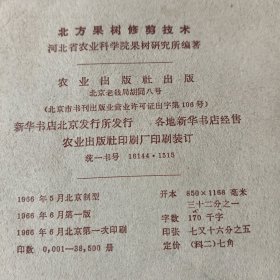 北方果树修剪技术
河北省农业科学院果树研究所编著
农业出版社出版
北京老钱局胡同八号
(北京市书刊出版业营业许可证出字第106号)
新华书店北京发行所发行 各地新华书店经售
农业出版社印刷厂印刷装订
统一书号 16144·1515
1966年5月北京制型
1966年6月第一版
1966年6月北京第一次印刷
印数 0,001—38,500册
开本 850×1168毫米
三十二分之一
字数 170千字
印张 七又十六分之五
定价 (科二)七角